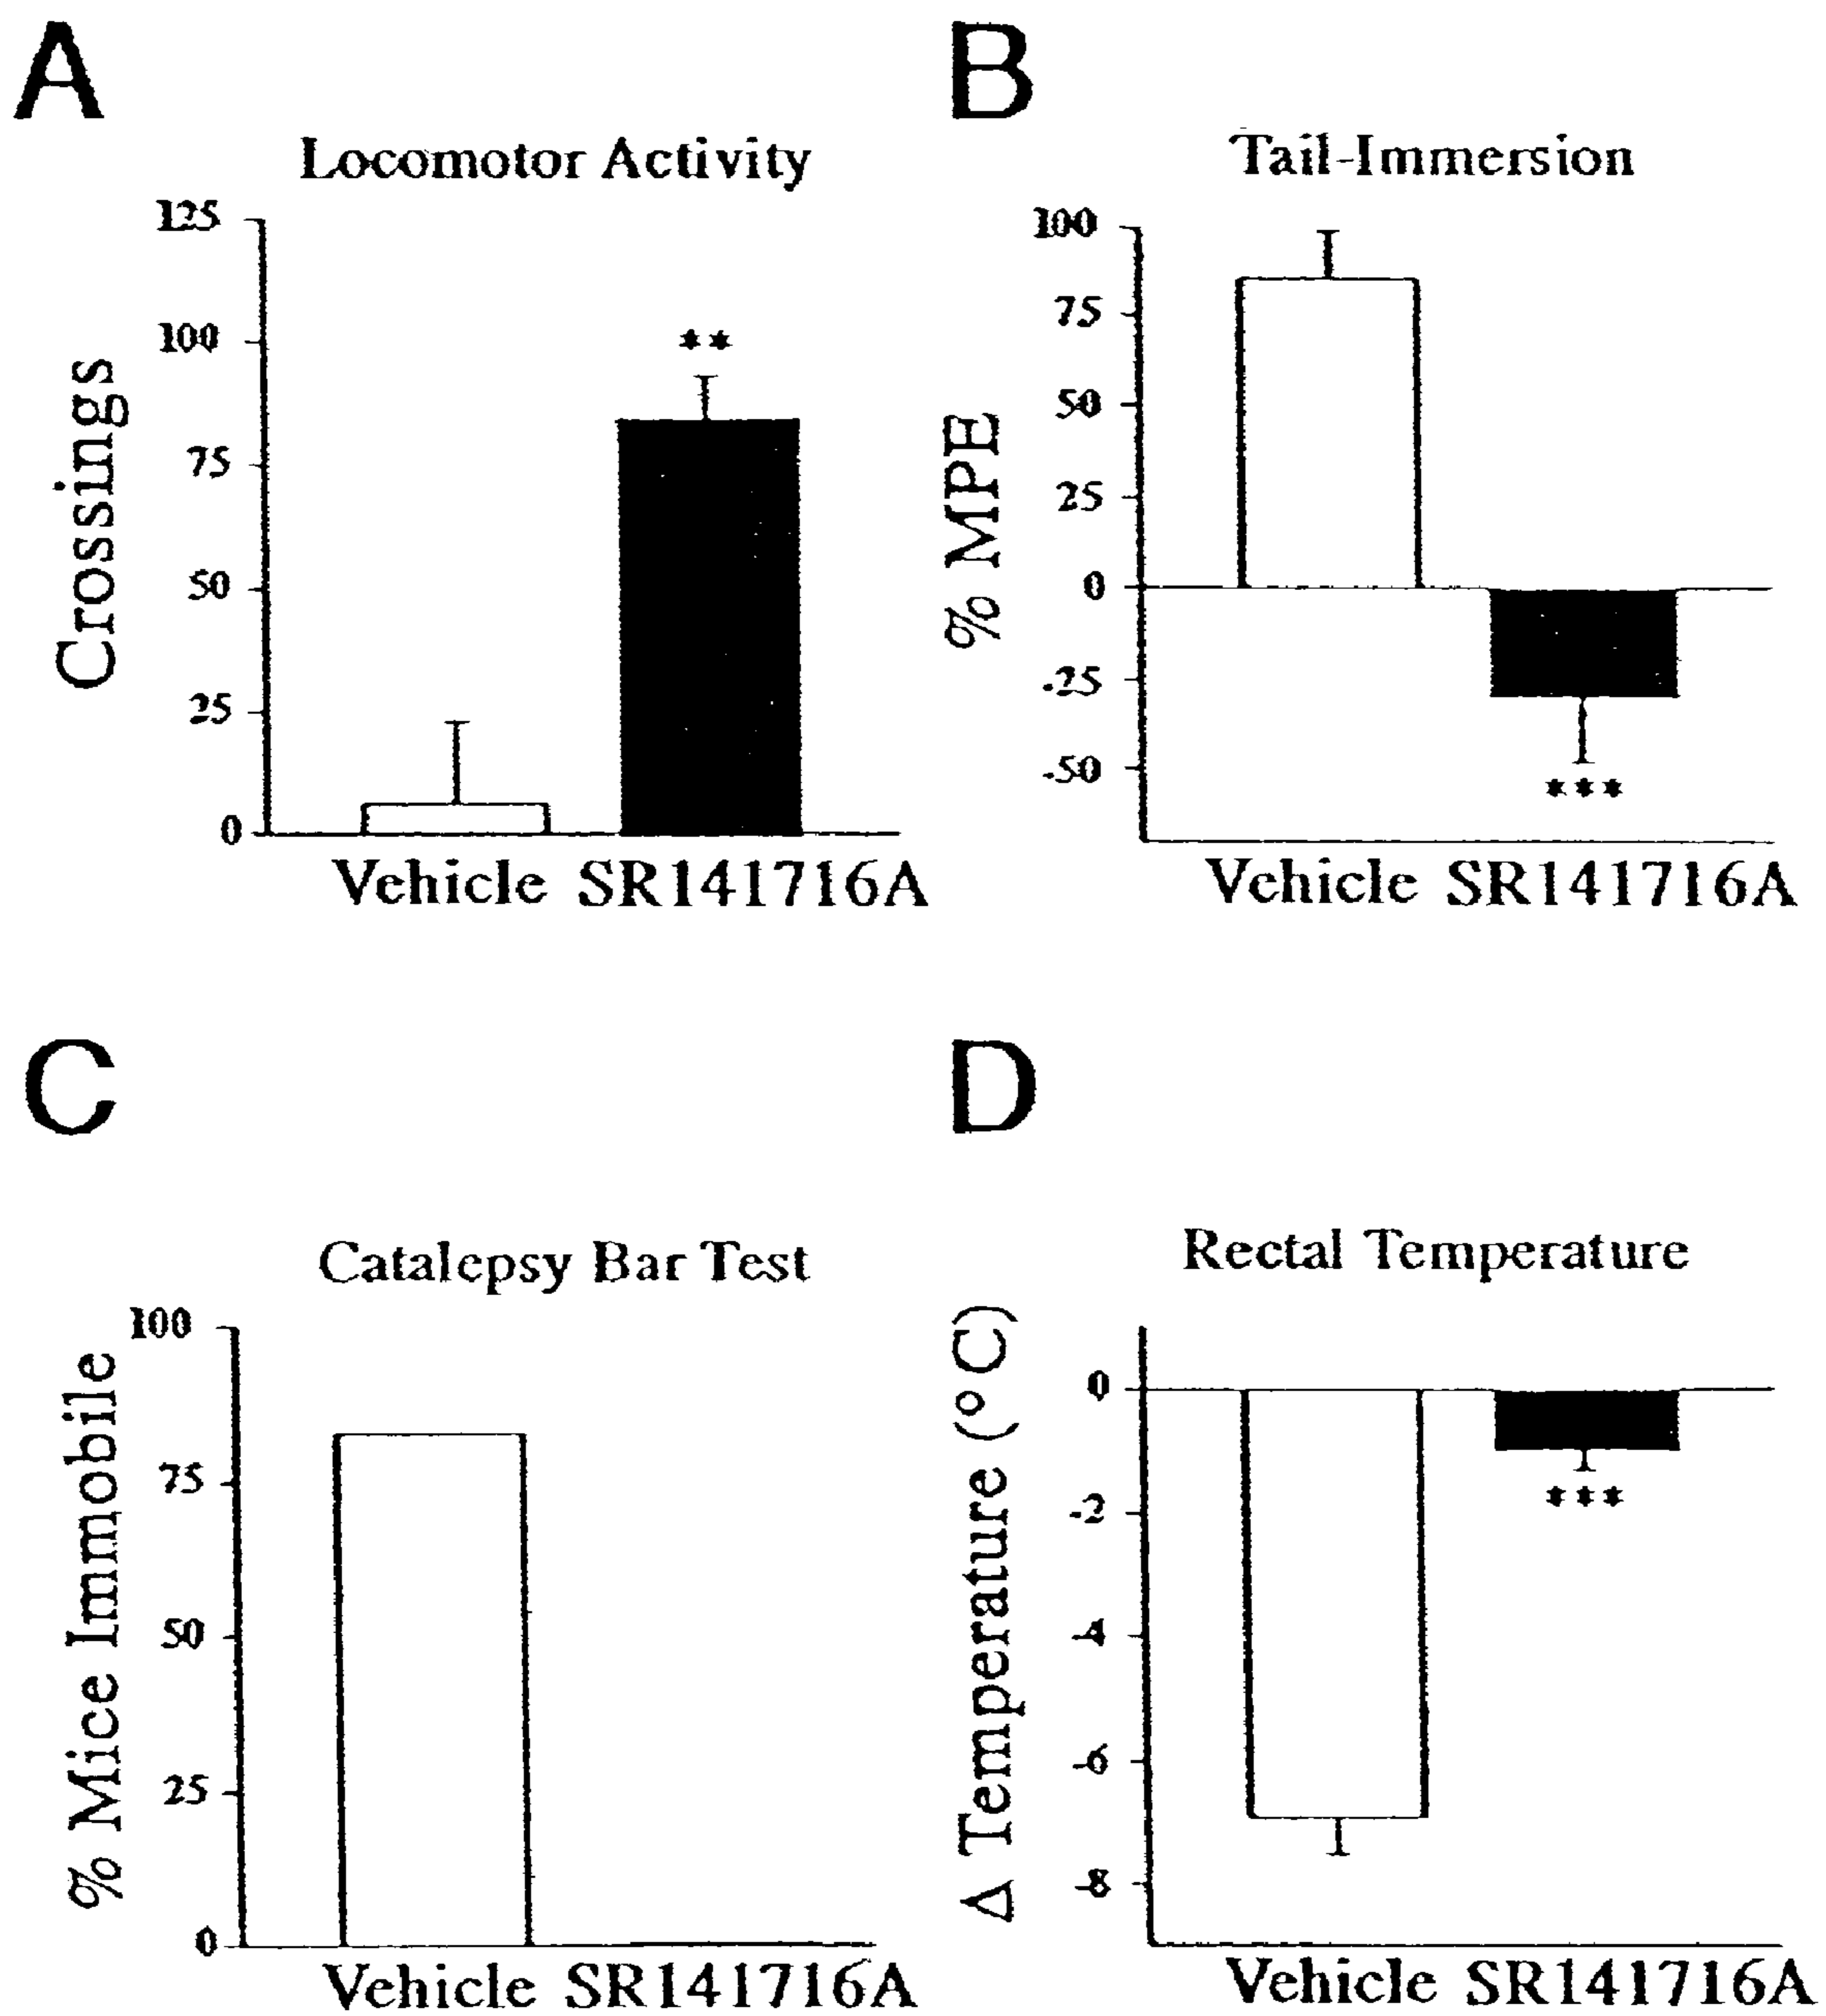 A
Locomotor Activity
125
100
75
50
25
0
Crossings
**
Vehicle SR141716A
B
Tail-Immersion
100
75
50
25
0
-25
-50
% MPE
***
Vehicle SR141716A
C
Catalepsy Bar Test
100
75
50
25
0
% Mice Immobile
Vehicle SR141716A
D
Rectal Temperature
0
-2
-4
-6
-8
Δ Temperature (°C)
***
Vehicle SR141716A